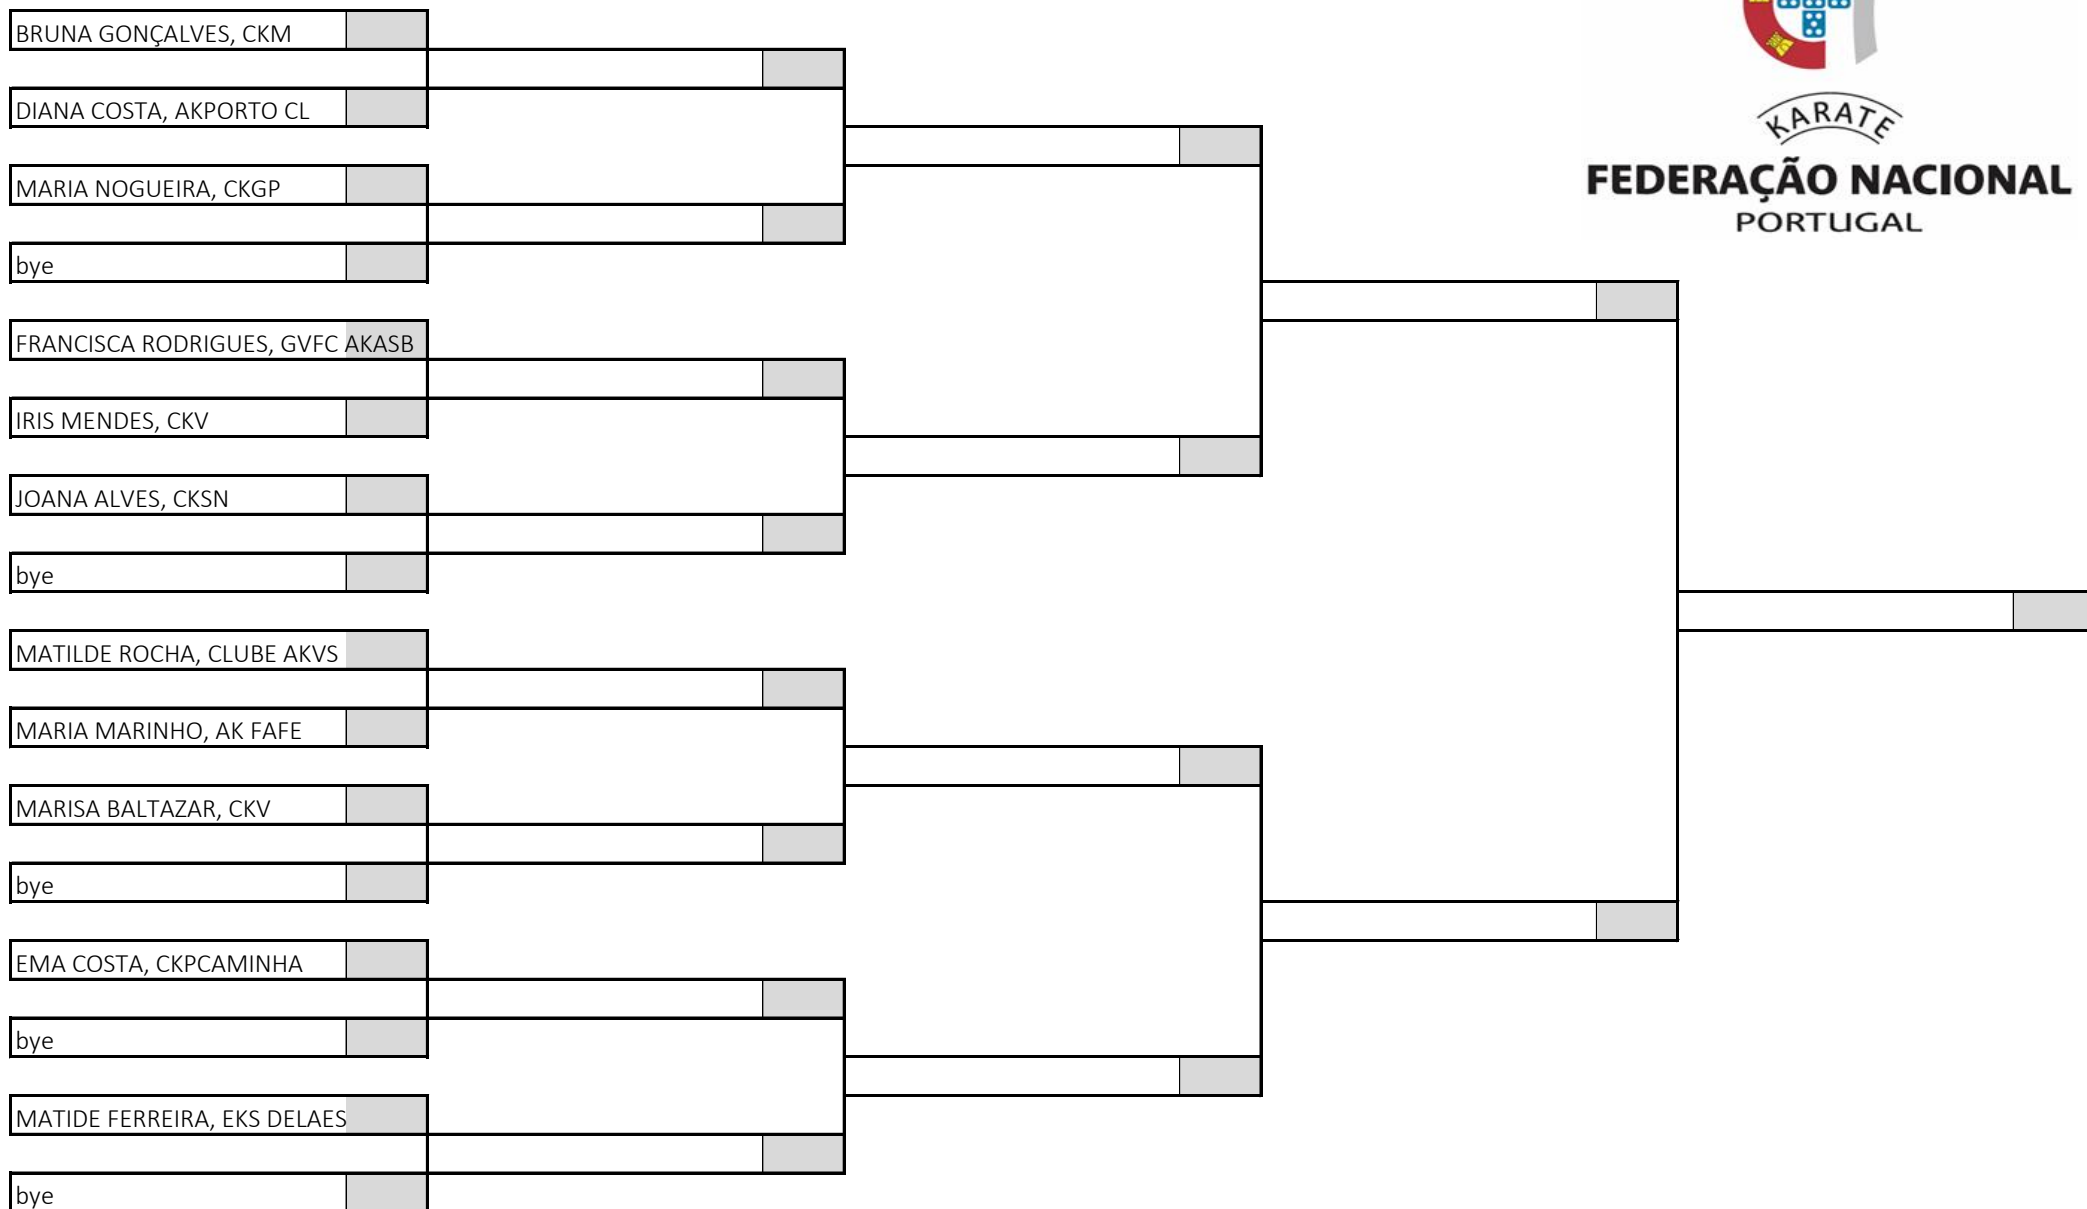 BRUNA GONÇALVES, CKM
DIANA COSTA, AKPORTO CL
MARIA NOGUEIRA, CKGP
bye
FRANCISCA RODRIGUES, GVFC AKASB
IRIS MENDES, CKV
JOANA ALVES, CKSN
bye
MATILDE ROCHA, CLUBE AKVS
MARIA MARINHO, AK FAFE
MARISA BALTAZAR, CKV
bye
EMA COSTA, CKPCAMINHA
bye
MATIDE FERREIRA, EKS DELAES
bye
KARATE
FEDERAÇÃO NACIONAL
PORTUGAL